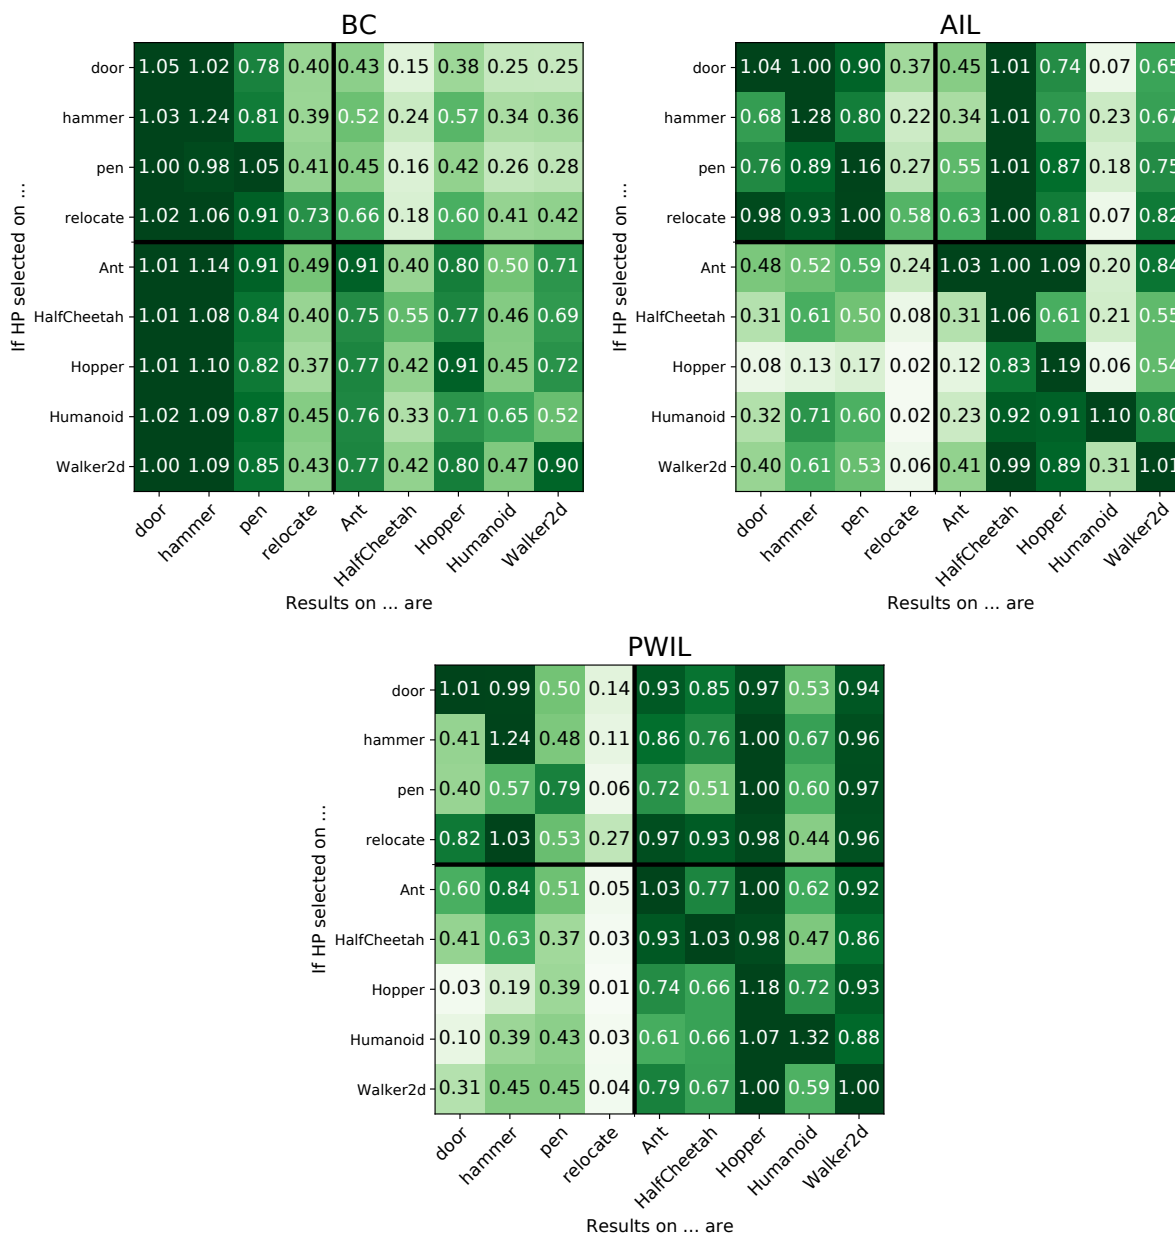 BC
If HP selected on ...
door 1.05 1.02 0.78 0.40 0.43 0.15 0.38 0.25 0.25
hammer 1.03 1.24 0.81 0.39 0.52 0.24 0.57 0.34 0.36
pen 1.00 0.98 1.05 0.41 0.45 0.16 0.42 0.26 0.28
relocate 1.02 1.06 0.91 0.73 0.66 0.18 0.60 0.41 0.42
Ant 1.01 1.14 0.91 0.49 0.91 0.40 0.80 0.50 0.71
HalfCheetah 1.01 1.08 0.84 0.40 0.75 0.55 0.77 0.46 0.69
Hopper 1.01 1.10 0.82 0.37 0.77 0.42 0.91 0.45 0.72
Humanoid 1.02 1.09 0.87 0.45 0.76 0.33 0.71 0.65 0.52
Walker2d 1.00 1.09 0.85 0.43 0.77 0.42 0.80 0.47 0.90
door hammer pen relocate Ant HalfCheetah Hopper Humanoid Walker2d
Results on ... are
AIL
If HP selected on ...
door 1.04 1.00 0.90 0.37 0.45 1.01 0.74 0.07 0.65
hammer 0.68 1.28 0.80 0.22 0.34 1.01 0.70 0.23 0.67
pen 0.76 0.89 1.16 0.27 0.55 1.01 0.87 0.18 0.75
relocate 0.98 0.93 1.00 0.58 0.63 1.00 0.81 0.07 0.82
Ant 0.48 0.52 0.59 0.24 1.03 1.00 1.09 0.20 0.84
HalfCheetah 0.31 0.61 0.50 0.08 0.31 1.06 0.61 0.21 0.55
Hopper 0.08 0.13 0.17 0.02 0.12 0.83 1.19 0.06 0.54
Humanoid 0.32 0.71 0.60 0.02 0.23 0.92 0.91 1.10 0.80
Walker2d 0.40 0.61 0.53 0.06 0.41 0.99 0.89 0.31 1.01
door hammer pen relocate Ant HalfCheetah Hopper Humanoid Walker2d
Results on ... are
PWIL
If HP selected on ...
door 1.01 0.99 0.50 0.14 0.93 0.85 0.97 0.53 0.94
hammer 0.41 1.24 0.48 0.11 0.86 0.76 1.00 0.67 0.96
pen 0.40 0.57 0.79 0.06 0.72 0.51 1.00 0.60 0.97
relocate 0.82 1.03 0.53 0.27 0.97 0.93 0.98 0.44 0.96
Ant 0.60 0.84 0.51 0.05 1.03 0.77 1.00 0.62 0.92
HalfCheetah 0.41 0.63 0.37 0.03 0.93 1.03 0.98 0.47 0.86
Hopper 0.03 0.19 0.39 0.01 0.74 0.66 1.18 0.72 0.93
Humanoid 0.10 0.39 0.43 0.03 0.61 0.66 1.07 1.32 0.88
Walker2d 0.31 0.45 0.45 0.04 0.79 0.67 1.00 0.59 1.00
door hammer pen relocate Ant HalfCheetah Hopper Humanoid Walker2d
Results on ... are